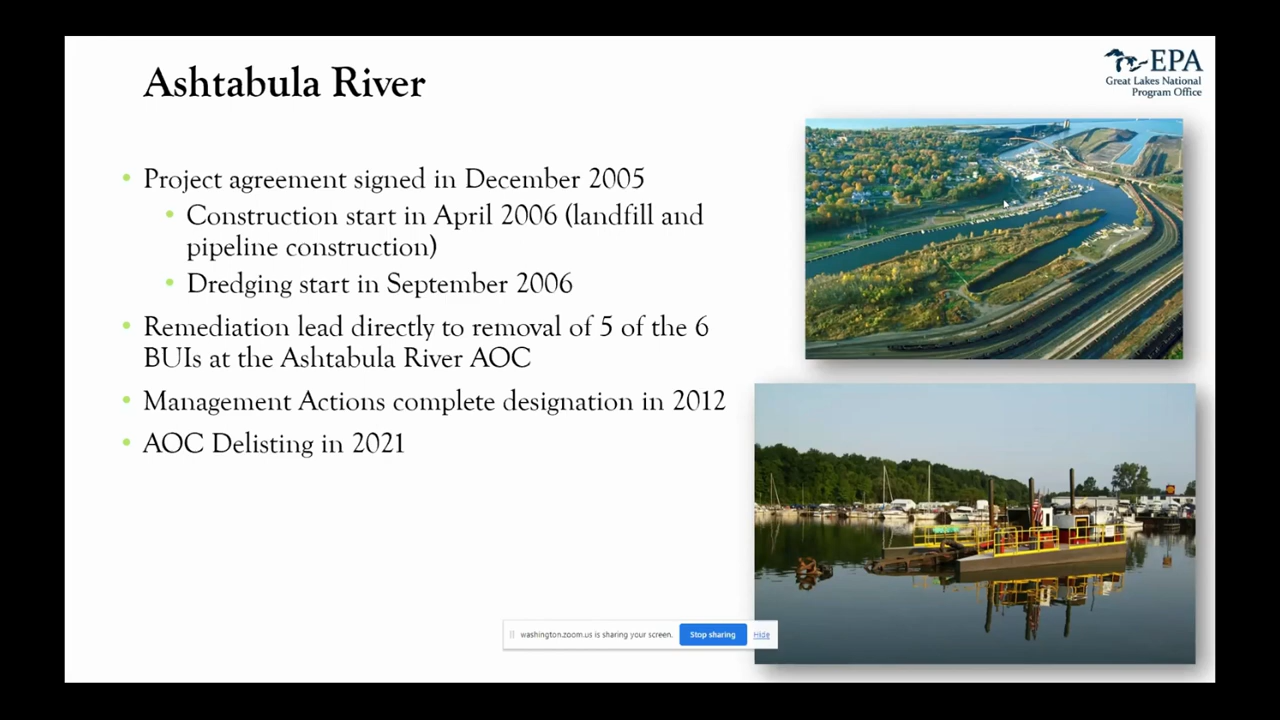 Ashtabula River
EPA
Great Lakes National
Program Office
Project agreement signed in December 2005
Construction start in April 2006 (landfill and
pipeline construction)
Dredging start in September 2006
Remediation lead directly to removal of 5 of the 6
BUIs at the Ashtabula River AOC
Management Actions complete designation in 2012
AOC Delisting in 2021
washington.zoom.us is sharing your screen. Stop sharing Hide